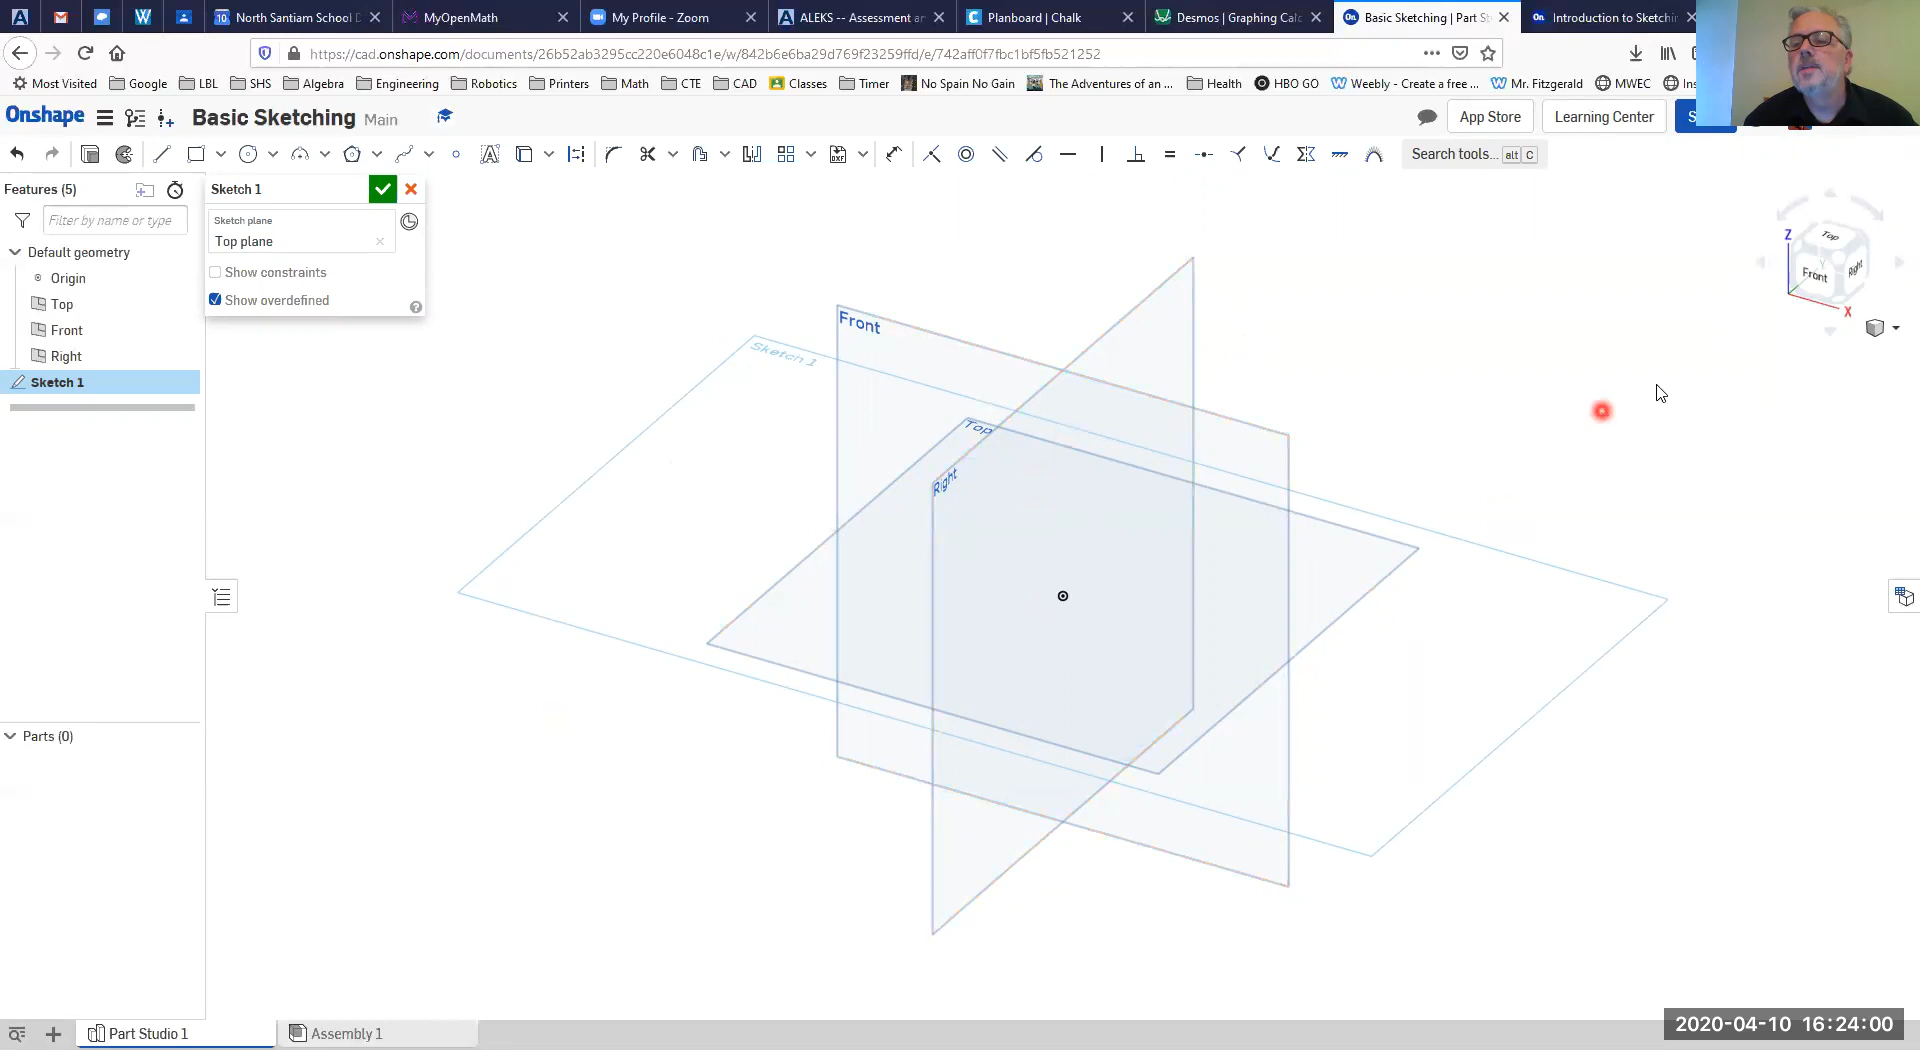 North Santiam School D
MyOpenMath
My Profile - Zoom
ALEKS -- Assessment a
Planboard | Chalk
Desmos | Graphing Calc
Basic Sketching | Part St
Introduction to Sketchin
https://cad.onshape.com/documents/26b52ab3295cc220e6048c1e/w/842b6e6ba29d769f23259ffd/e/742aff0f7fbc1bf5fb521252
Most Visited Google LBL SHS Algebra Engineering Robotics Printers Math CTE CAD Classes Timer No Spain No Gain The Adventures of an ... Health HBO GO Weebly - Create a free ... Mr. Fitzgerald MWEC Ins
Onshape Basic Sketching Main App Store Learning Center S
Search tools... alt C
Features (5)
Filter by name or type
Default geometry
Origin
Top
Front
Right
Sketch 1
Sketch 1
Sketch plane
Top plane
Show constraints
Show overdefined
Front
Sketch 1
Top
Right
Top
Front
Right
Z
Y
X
Parts (0)
Part Studio 1
Assembly 1
2020-04-10 16:24:00